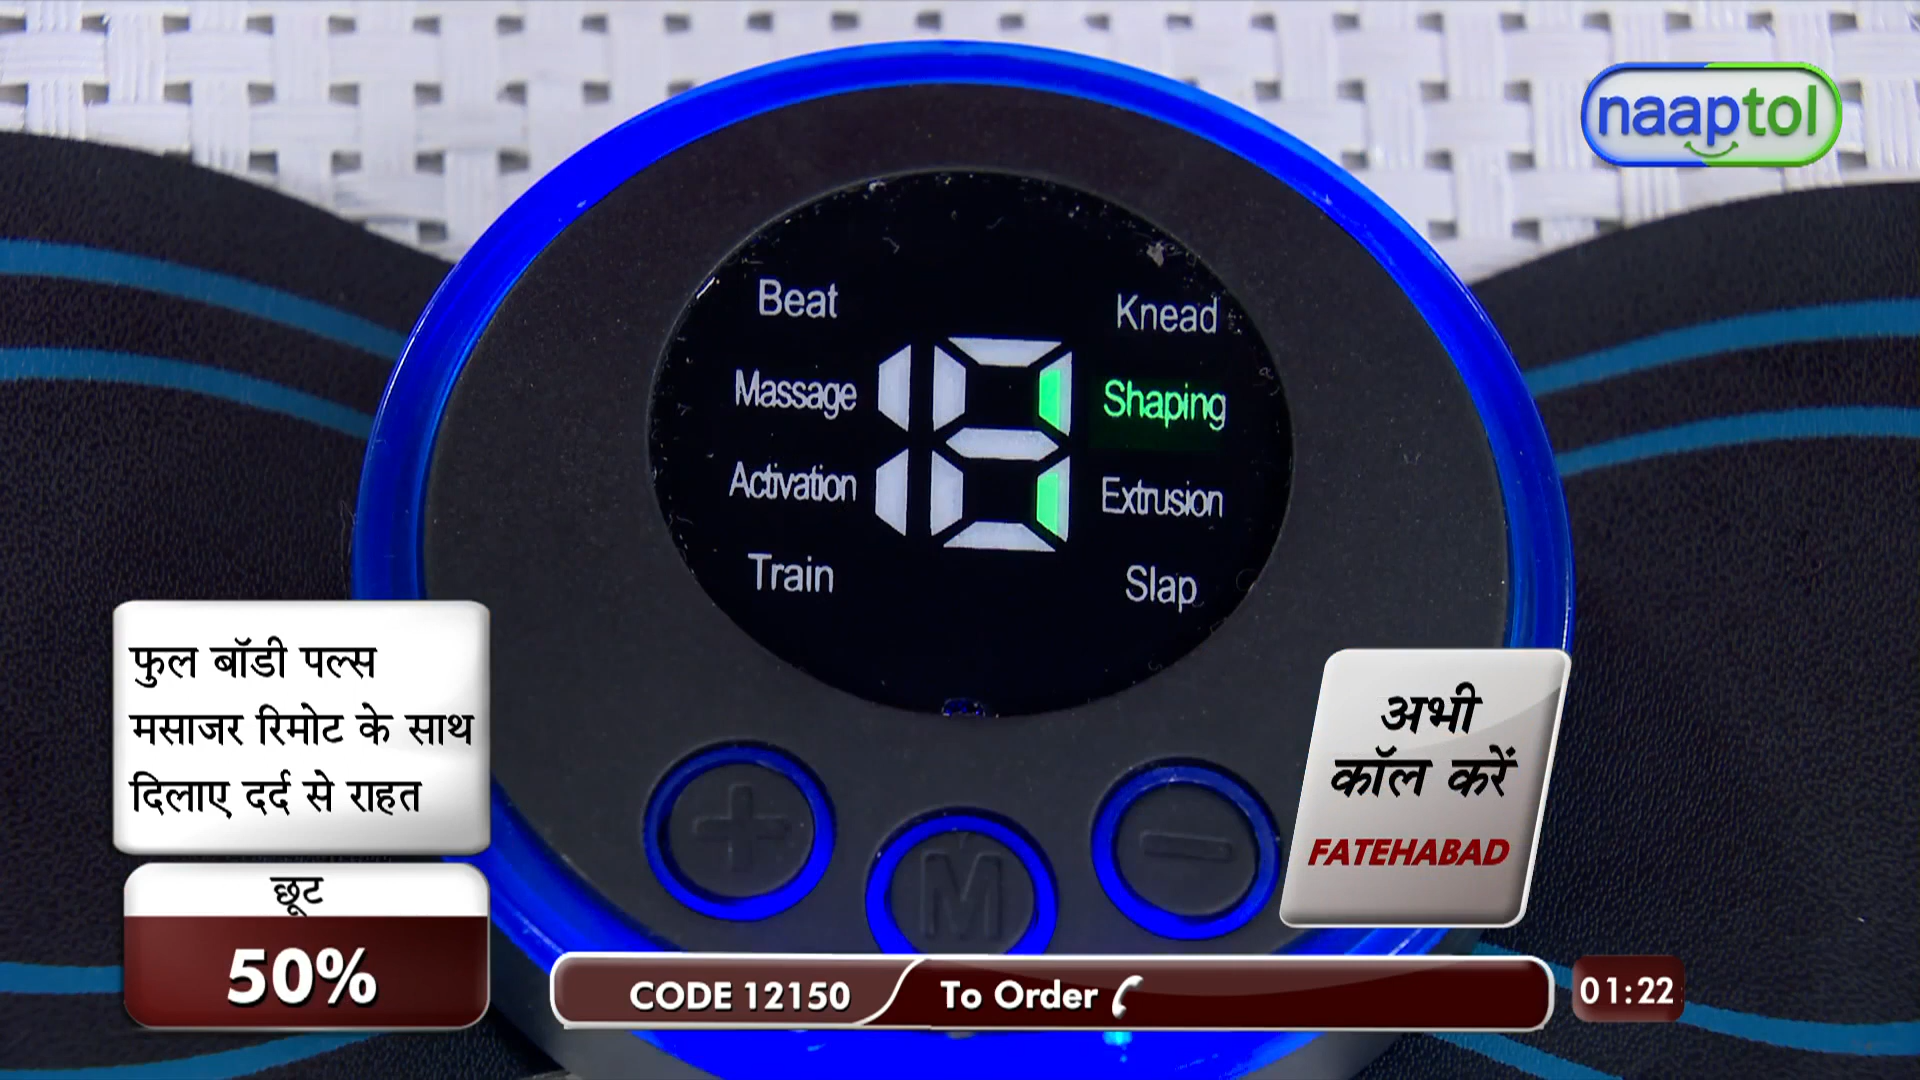 naaptol
Beat
Knead
Massage
Shaping
Activation
Extrusion
Train
Slap
18
M
फुल बॉडी पल्स
मसाजर रिमोट के साथ
दिलाए दर्द से राहत
छूट
50%
अभी
कॉल करें
FATEHABAD
CODE 12150
To Order
01:22